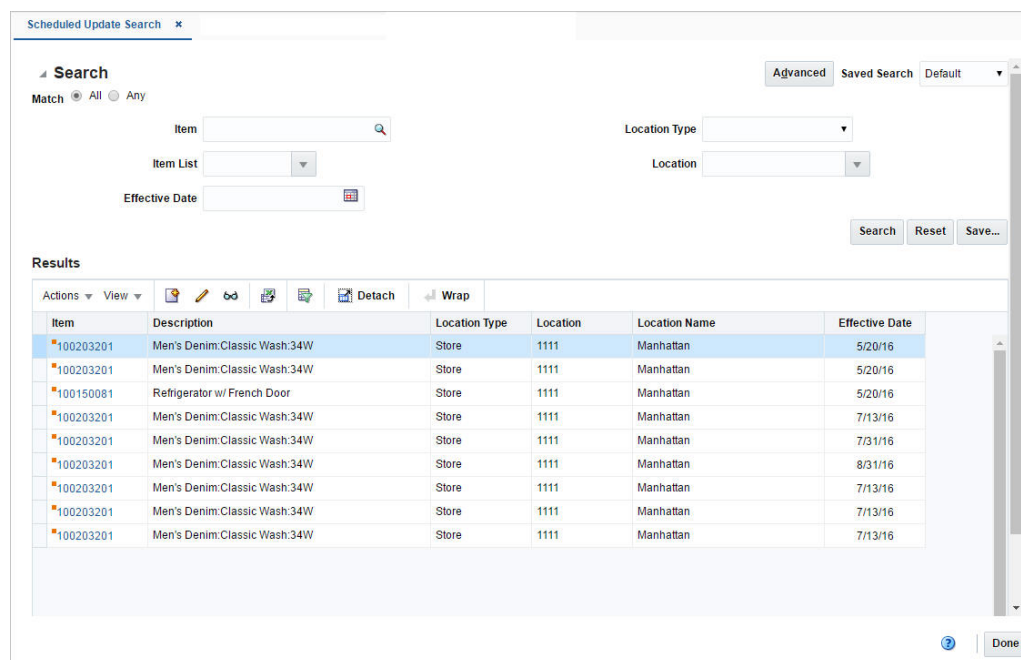 Scheduled Update Search ×
Search
Advanced Saved Search Default
Match All Any
Item Location Type
Item List Location
Effective Date
Search Reset Save...
Results
Actions View Detach Wrap
Item Description Location Type Location Location Name Effective Date
100203201 Men's Denim:Classic Wash:34W Store 1111 Manhattan 5/20/16
100203201 Men's Denim:Classic Wash:34W Store 1111 Manhattan 5/20/16
100150081 Refrigerator w/ French Door Store 1111 Manhattan 5/20/16
100203201 Men's Denim:Classic Wash:34W Store 1111 Manhattan 7/13/16
100203201 Men's Denim:Classic Wash:34W Store 1111 Manhattan 7/31/16
100203201 Men's Denim:Classic Wash:34W Store 1111 Manhattan 8/31/16
100203201 Men's Denim:Classic Wash:34W Store 1111 Manhattan 7/13/16
100203201 Men's Denim:Classic Wash:34W Store 1111 Manhattan 7/13/16
100203201 Men's Denim:Classic Wash:34W Store 1111 Manhattan 7/13/16
? Done